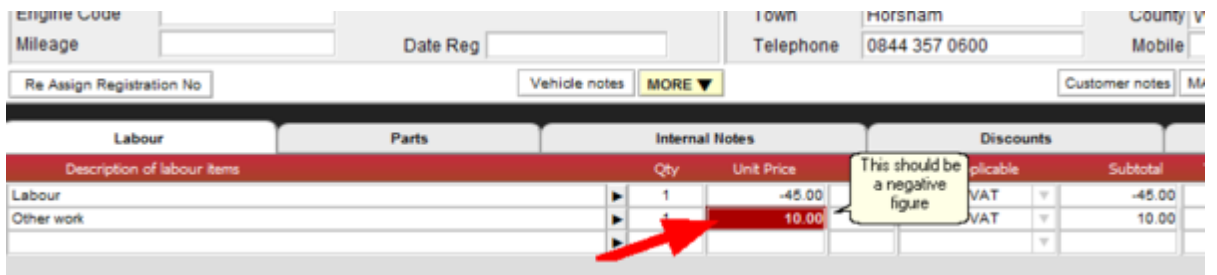 Engine Code Town Horsham County
Mileage Date Reg Telephone 0844 357 0600 Mobile
Re Assign Registration No Vehicle notes MORE ▼ Customer notes
Labour Parts Internal Notes Discounts
Description of labour items Qty Unit Price Subtotal
This should be
a negative
figure
Labour 1 -45.00 VAT -45.00
Other work 10.00 VAT 10.00